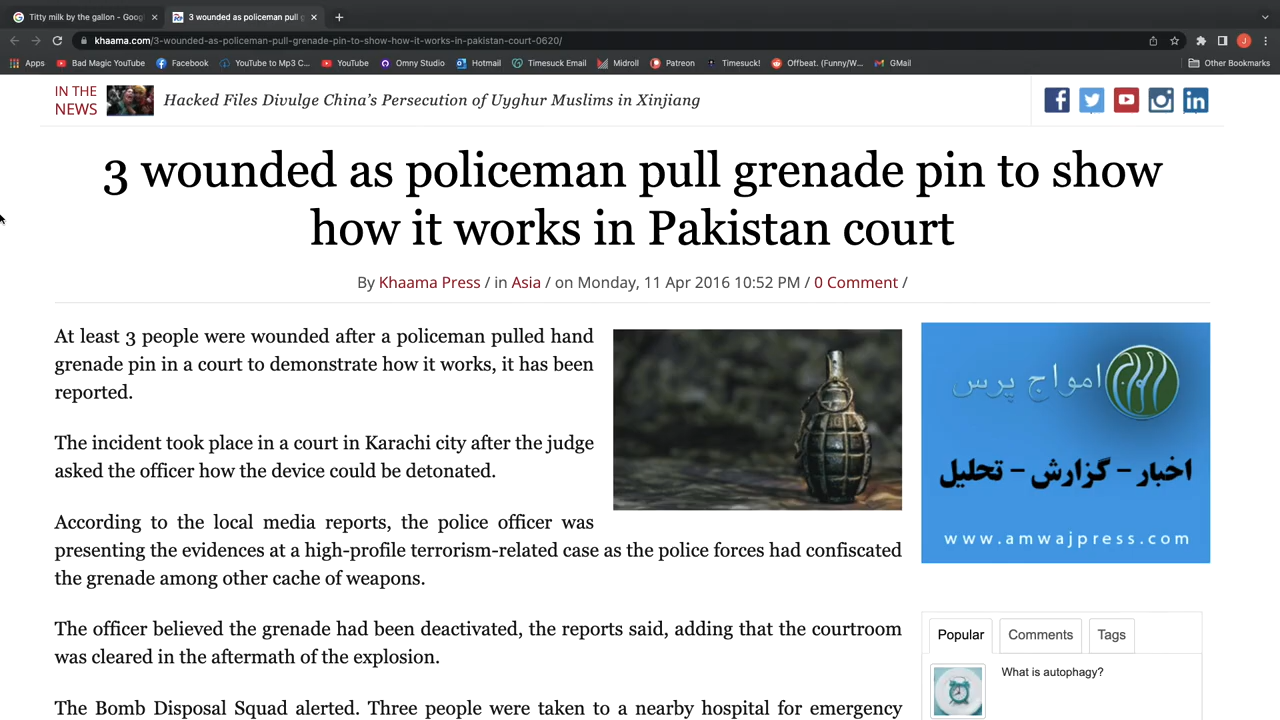 Titty milk by the gallon - Goog
3 wounded as policeman pull g
khaama.com/3-wounded-as-policeman-pull-grenade-pin-to-show-how-it-works-in-pakistan-court-0620/
J
Apps
Bad Magic YouTube
Facebook
YouTube to Mp3 C...
YouTube
Omny Studio
Hotmail
Timesuck Email
Midroll
Patreon
Timesuck!
Offbeat. (Funny/W...
GMail
Other Bookmarks
IN THE
NEWS
Hacked Files Divulge China’s Persecution of Uyghur Muslims in Xinjiang
3 wounded as policeman pull grenade pin to show
how it works in Pakistan court
By Khaama Press / in Asia / on Monday, 11 Apr 2016 10:52 PM / 0 Comment /
At least 3 people were wounded after a policeman pulled hand
grenade pin in a court to demonstrate how it works, it has been
reported.
The incident took place in a court in Karachi city after the judge
asked the officer how the device could be detonated.
According to the local media reports, the police officer was
presenting the evidences at a high-profile terrorism-related case as the police forces had confiscated
the grenade among other cache of weapons.
The officer believed the grenade had been deactivated, the reports said, adding that the courtroom
was cleared in the aftermath of the explosion.
The Bomb Disposal Squad alerted. Three people were taken to a nearby hospital for emergency
امواج پرس
اخبار – گزارش – تحلیل
www.amwajpress.com
Popular
Comments
Tags
What is autophagy?